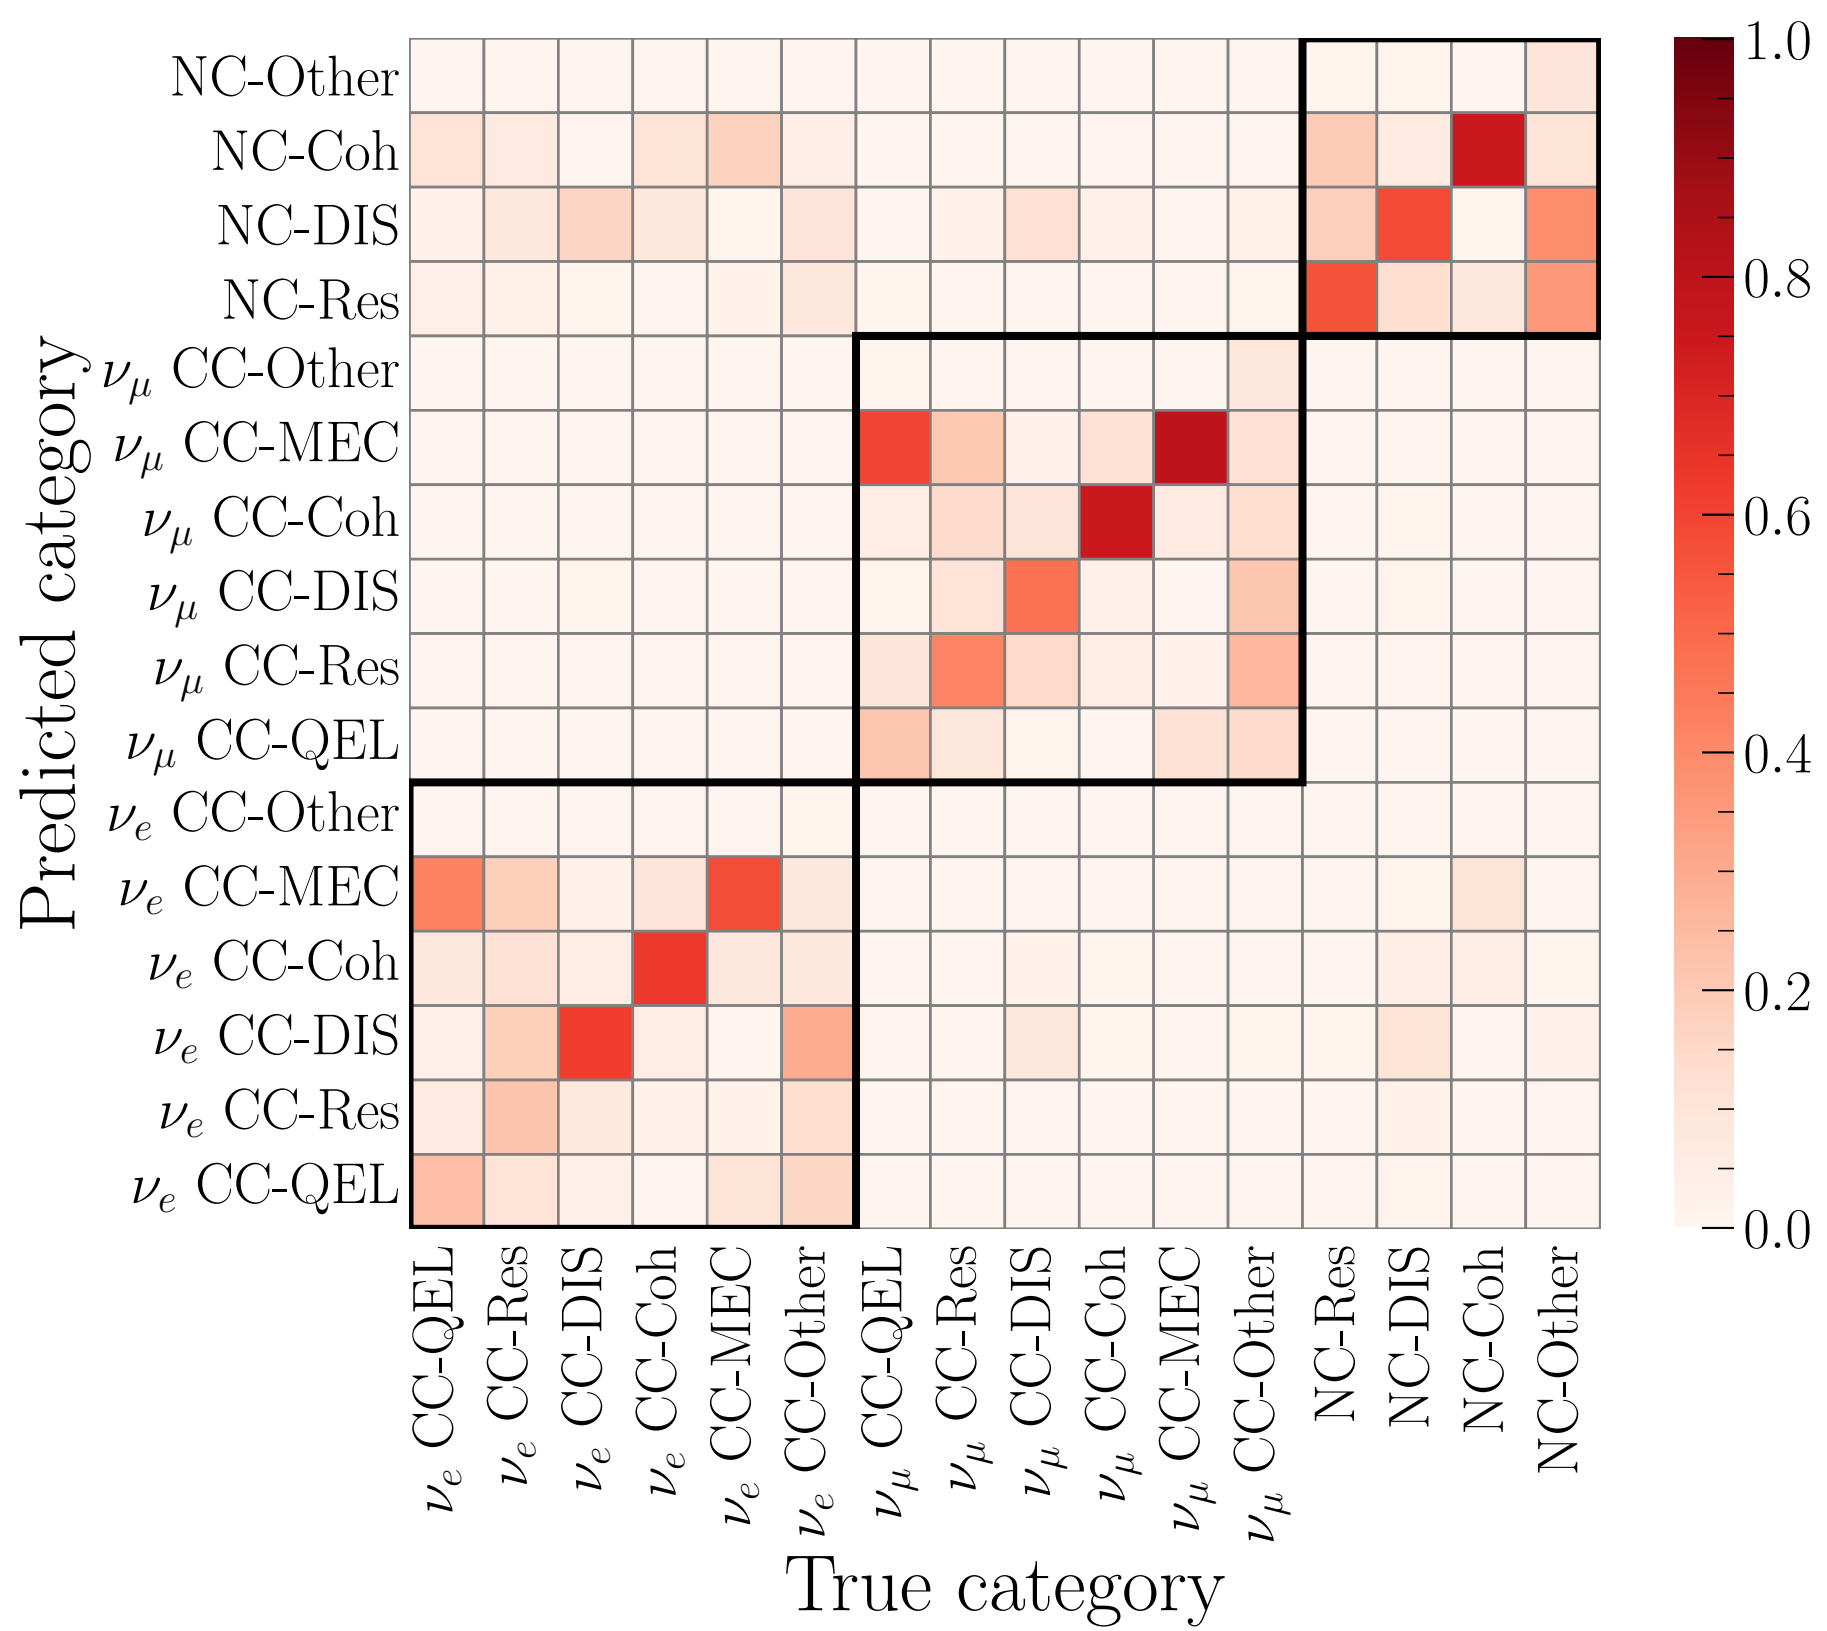 NC-Other
NC-Coh
NC-DIS
NC-Res
νμ CC-Other
νμ CC-MEC
νμ CC-Coh
νμ CC-DIS
νμ CC-Res
νμ CC-QEL
νe CC-Other
νe CC-MEC
νe CC-Coh
νe CC-DIS
νe CC-Res
νe CC-QEL
Predicted category
νe CC-QEL
νe CC-Res
νe CC-DIS
νe CC-Coh
νe CC-MEC
νe CC-Other
νμ CC-QEL
νμ CC-Res
νμ CC-DIS
νμ CC-Coh
νμ CC-MEC
νμ CC-Other
NC-Res
NC-DIS
NC-Coh
NC-Other
True category
1.0
0.8
0.6
0.4
0.2
0.0